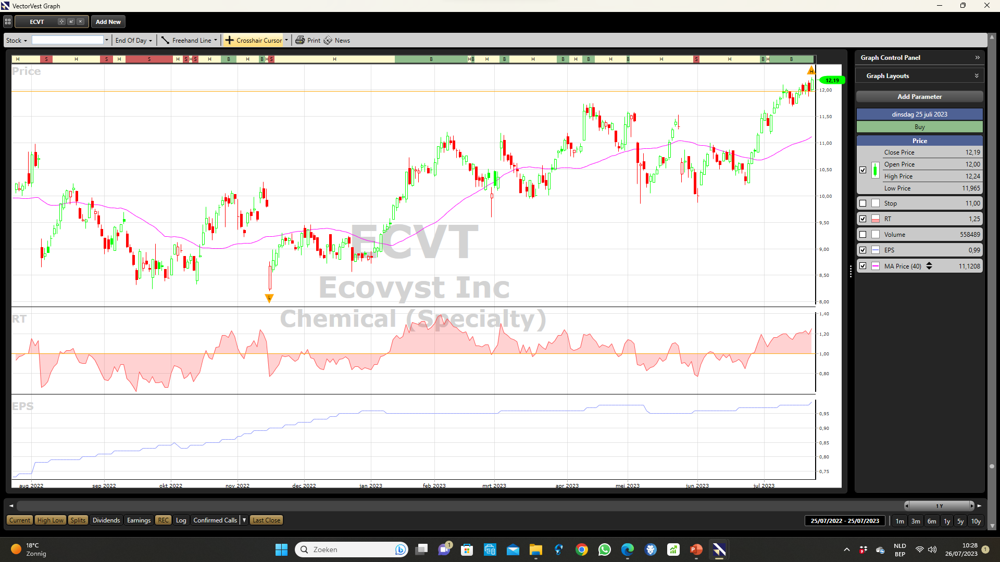 VectorVest Graph
ECVT
Add New
Stock
End Of Day
Freehand Line
Crosshair Cursor
Print
News
H S H S H S H S H S H B H B H S H B H B H B H B H B H B H S H B H B
Price
H
12,19
12,00
11,50
11,00
10,50
10,00
9,50
9,00
8,50
8,00
L
ECVT
Ecovyst Inc
Chemical (Specialty)
RT
1,40
1,20
1,00
0,80
EPS
0,95
0,90
0,85
0,80
0,75
aug 2022
sep 2022
okt 2022
nov 2022
dec 2022
jan 2023
feb 2023
mrt 2023
apr 2023
mei 2023
jun 2023
jul 2023
Graph Control Panel
Graph Layouts
Add Parameter
dinsdag 25 juli 2023
Buy
Price
Close Price 12,19
Open Price 12,00
High Price 12,24
Low Price 11,965
Stop 11,00
RT 1,25
Volume 558489
EPS 0,99
MA Price (40) 11,1208
1 Y
Current
High Low
Splits
Dividends
Earnings
REC
Log
Confirmed Calls
Last Close
25/07/2022 - 25/07/2023
1m
3m
6m
1y
5y
10y
18°C
Zonnig
Zoeken
1
NLD
BEP
10:28
26/07/2023
1